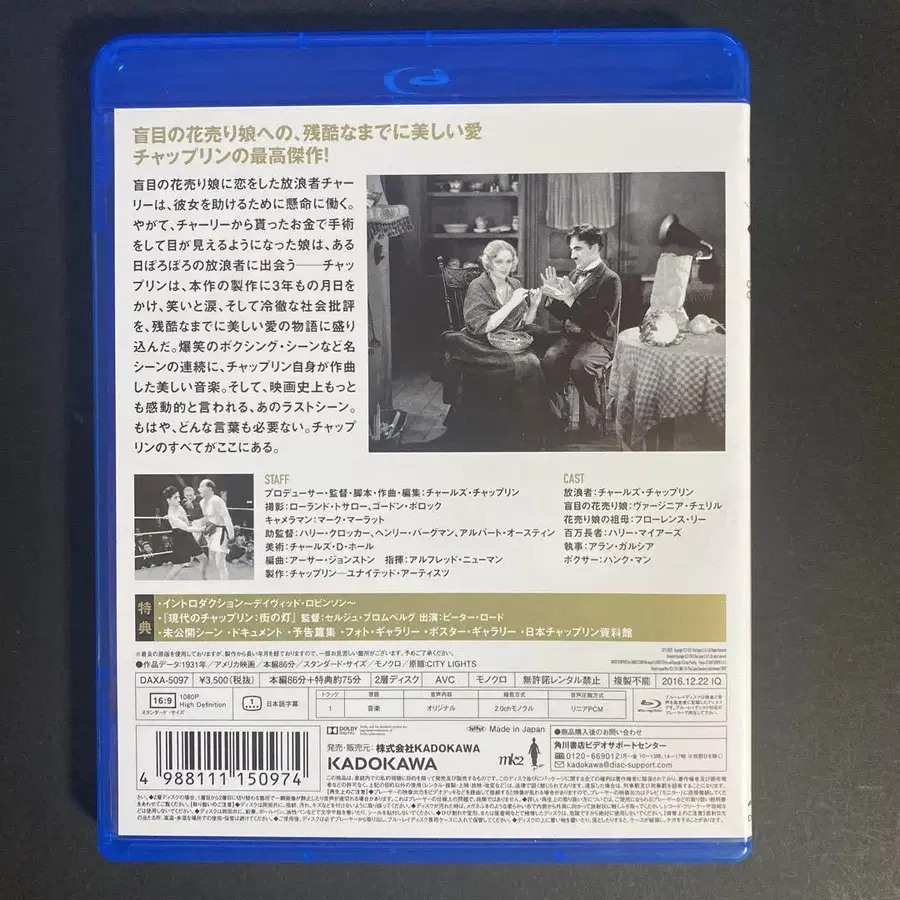 盲目の花売り娘への、残酷なまでに美しい愛
チャップリンの最高傑作!
盲目の花売り娘に恋をした放浪者チャー
リーは、彼女を助けるために懸命に働く。
やがて、チャーリーから貰ったお金で手術
をして目が見えるようになった娘は、ある
日ぼろぼろの放浪者に出会う――チャッ
プリンは、本作の製作に3年もの月日を
かけ、笑いと涙、そして冷徹な社会批評
を、残酷なまでに美しい愛の物語に盛り
込んだ。爆笑のボクシング・シーンなど名
シーンの連続に、チャップリン自身が作曲
した美しい音楽。そして、映画史上もっと
も感動的と言われる、あのラストシーン。
もはや、どんな言葉も必要ない。チャップ
リンのすべてがここにある。
STAFF
プロデューサー・監督・脚本・作曲・編集:チャールズ・チャップリン
撮影:ローランド・トサロー、ゴードン・ポロック
キャメラマン:マーク・マーラット
助監督:ハリー・クロッカー、ヘンリー・バーグマン、アルバート・オースティン
美術:チャールズ・D・ホール
編曲:アーサー・ジョンストン 指揮:アルフレッド・ニューマン
製作:チャップリン―ユナイテッド・アーティスツ
CAST
放浪者:チャールズ・チャップリン
盲目の花売り娘:ヴァージニア・チェリル
花売り娘の祖母:フローレンス・リー
百万長者:ハリー・マイアーズ
執事:アラン・ガルシア
ボクサー:ハンク・マン
特典
・イントロダクション〜デイヴィッド・ロビンソン〜
・『現代のチャップリン:街の灯』 監督:セルジュ・ブロムベルグ 出演:ピーター・ロード
・未公開シーン ・ドキュメント ・予告篇集 ・フォト・ギャラリー ・ポスター・ギャラリー ・日本チャップリン資料館
●作品データ:1931年/アメリカ映画/本編86分/スタンダード・サイズ/モノクロ/原題:CITY LIGHTS
DAXA-5097 ¥3,500(税抜) 本編86分+特典約75分 2層ディスク AVC モノクロ 無許諾レンタル禁止 複製不能 2016.12.22 IQ
16:9 1080P High Definition
スタンダード・サイズ
日本語字幕
トラック 言語 音声内容 録音方式 音声圧縮方式
1 音楽 オリジナル 2.0chモノラル リニアPCM
DOLBY DIGITAL
Made in Japan
発売・販売元:株式会社KADOKAWA
KADOKAWA
mk2
●商品購入後のお問い合わせ
角川書店ビデオサポートセンター
0120-669012
kadokawa@disc-support.com
4 988111 150974